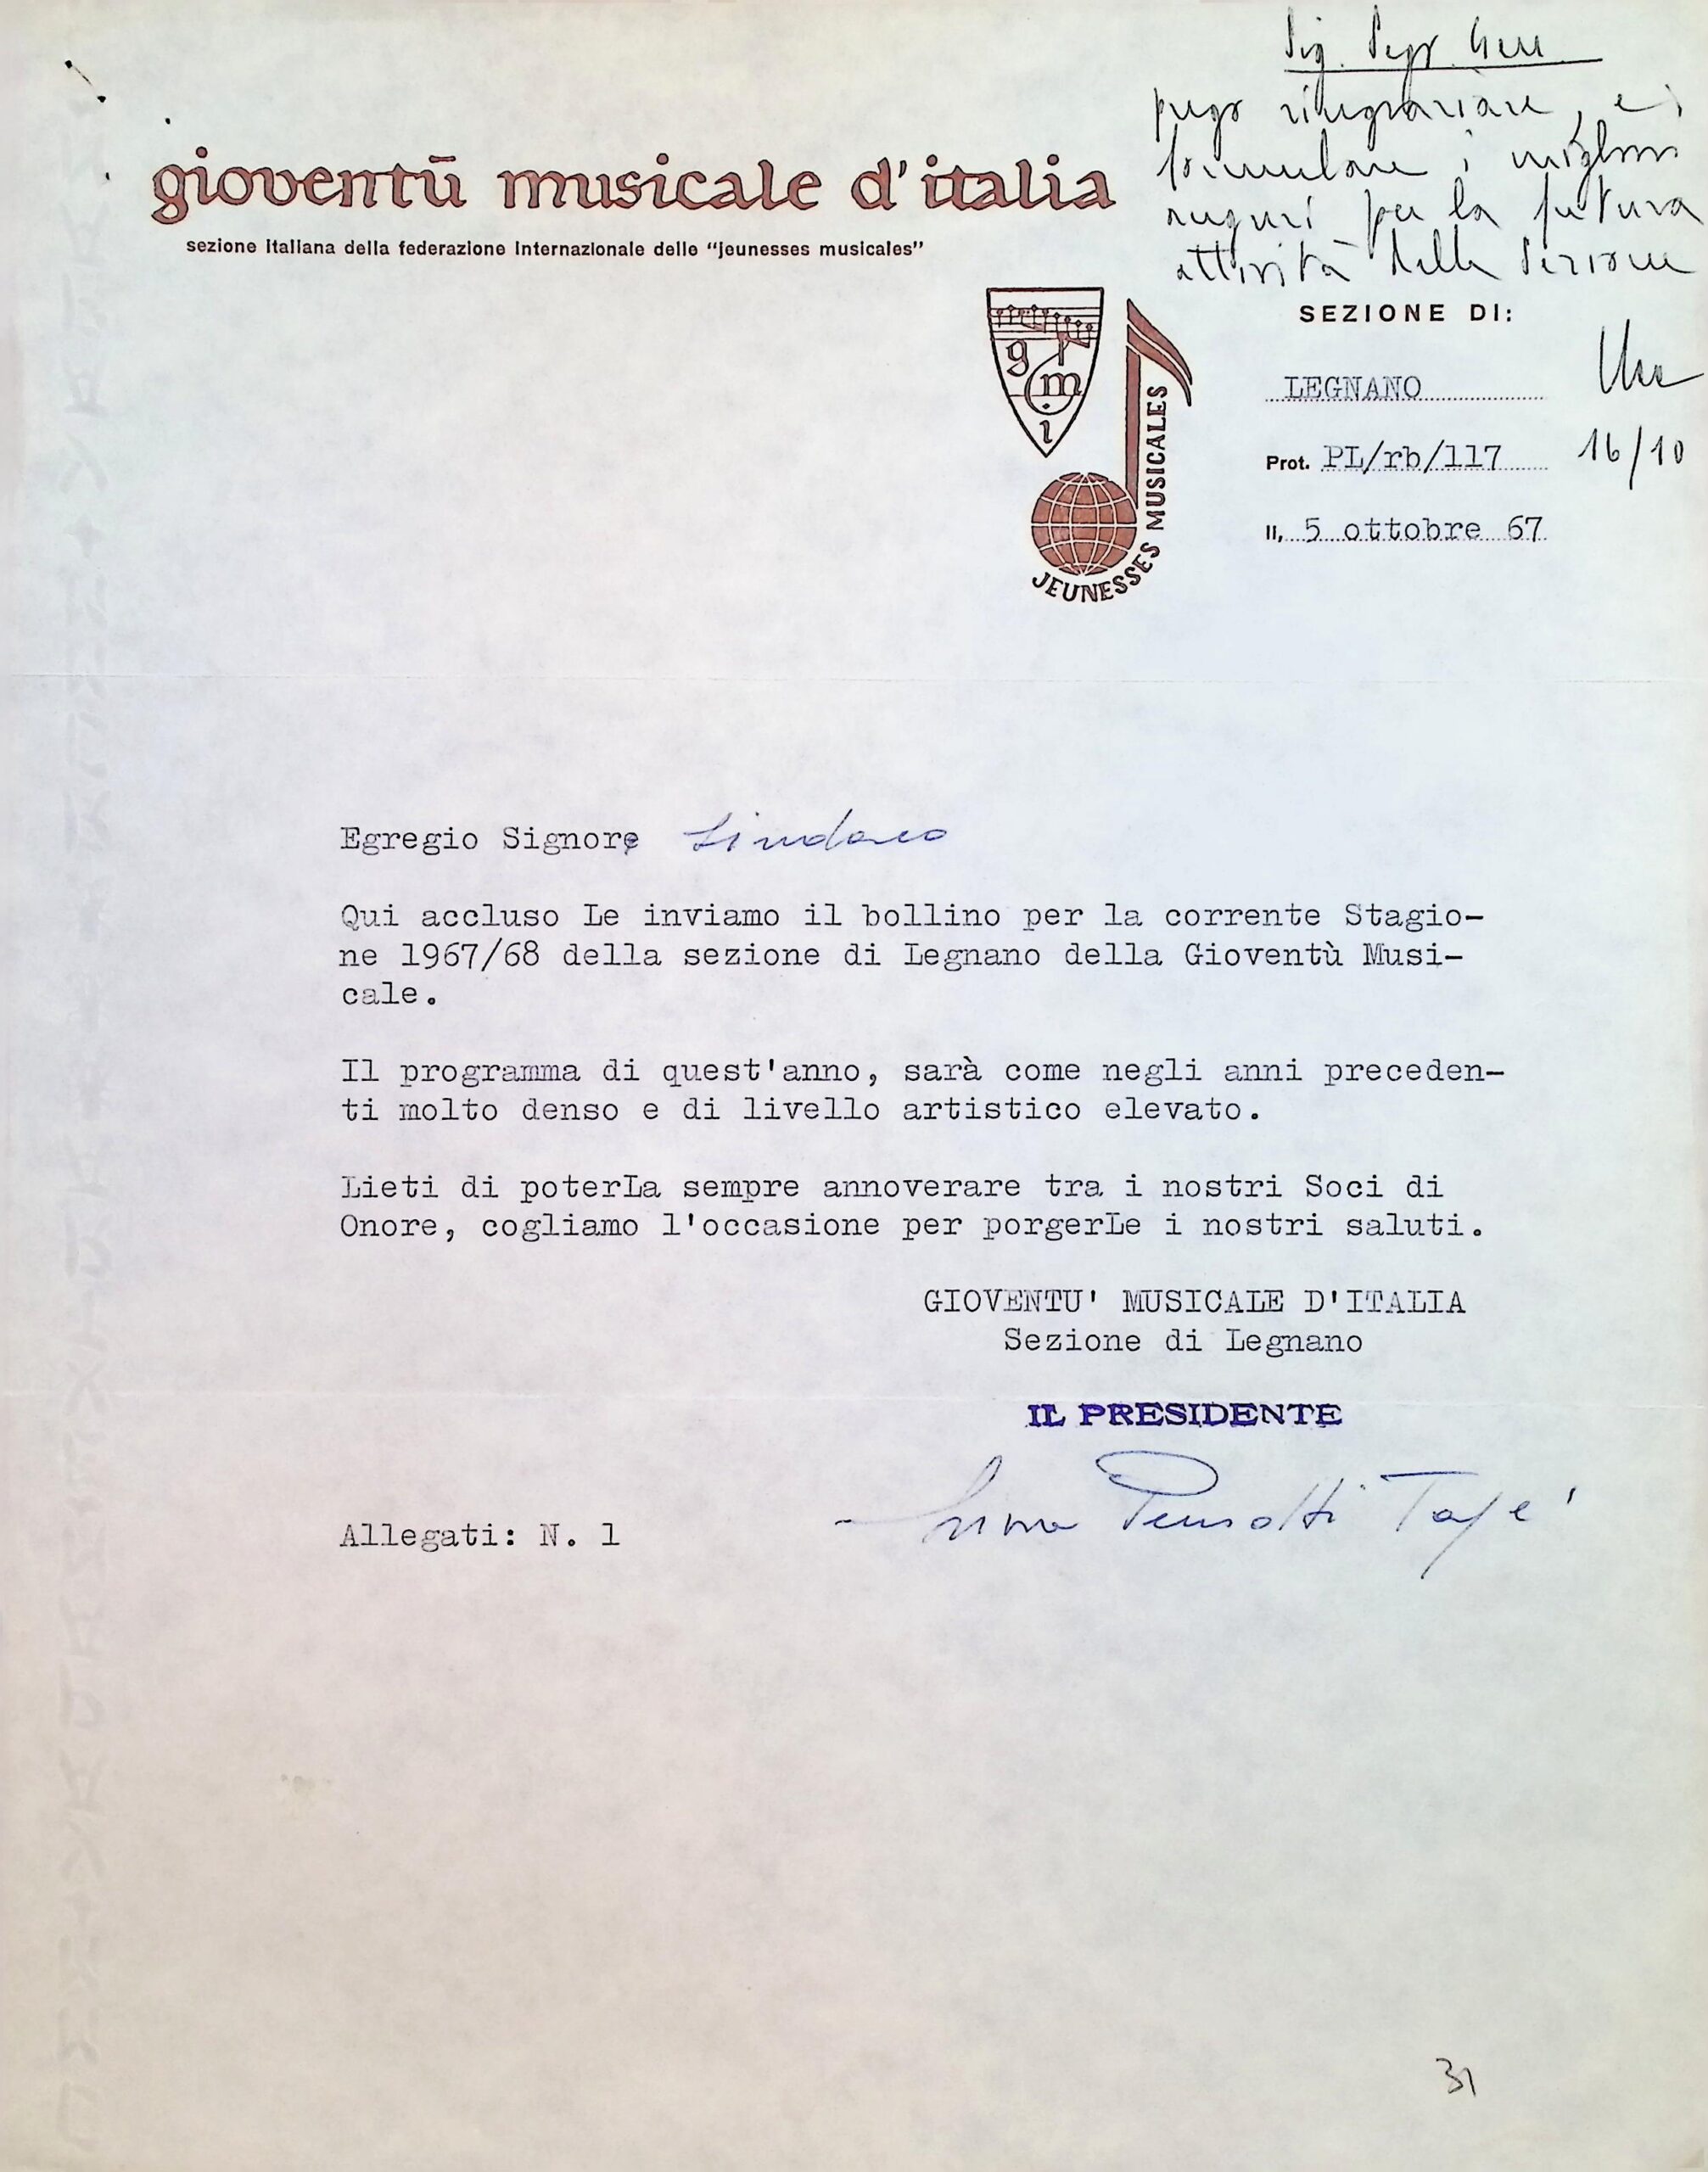 Sig. Segr. Gen.
prego ringraziare, e
formulare i migliori
auguri per la futura
attività della Sezione
gioventū musicale d'italia
sezione italiana della federazione internazionale delle "jeunesses musicales"
g m i
JEUNESSES MUSICALES
SEZIONE DI:
LEGNANO
Prot. PL/rb/117
16/10
li, 5 ottobre 67
Egregio Signore Sindaco
Qui accluso Le inviamo il bollino per la corrente Stagio-
ne 1967/68 della sezione di Legnano della Gioventù Musi-
cale.
Il programma di quest'anno, sarà come negli anni preceden-
ti molto denso e di livello artistico elevato.
Lieti di poterLa sempre annoverare tra i nostri Soci di
Onore, cogliamo l'occasione per porgerLe i nostri saluti.
GIOVENTU' MUSICALE D'ITALIA
Sezione di Legnano
IL PRESIDENTE
Pensotti
Allegati: N. 1
31